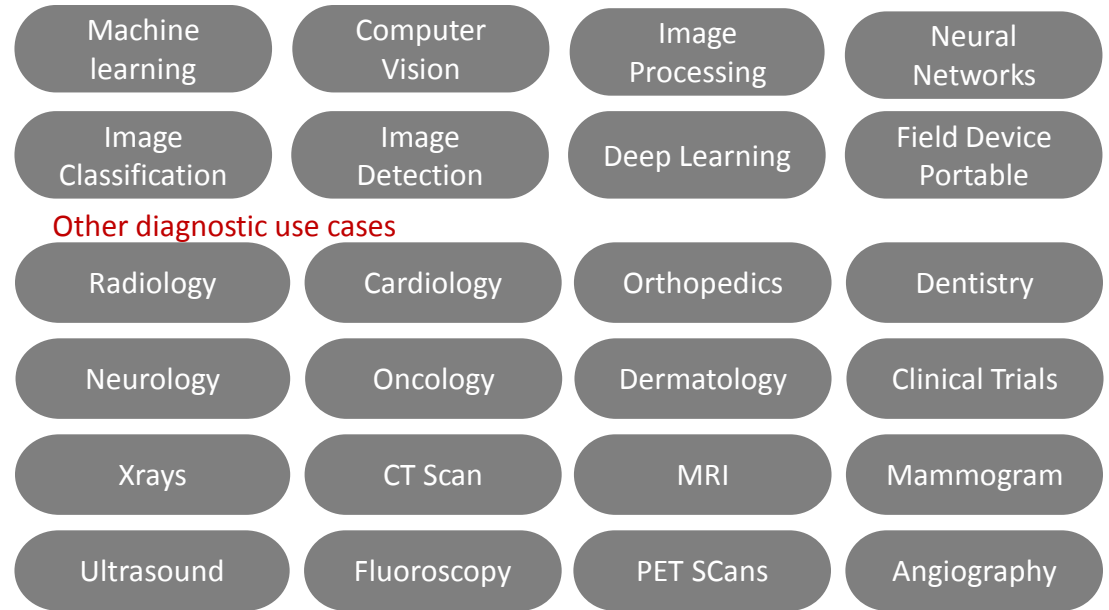 Machine
learning
Computer
Vision
Image
Processing
Neural
Networks
Image
Classification
Image
Detection
Deep Learning
Field Device
Portable
Other diagnostic use cases
Radiology
Cardiology
Orthopedics
Dentistry
Neurology
Oncology
Dermatology
Clinical Trials
Xrays
CT Scan
MRI
Mammogram
Ultrasound
Fluoroscopy
PET SCans
Angiography